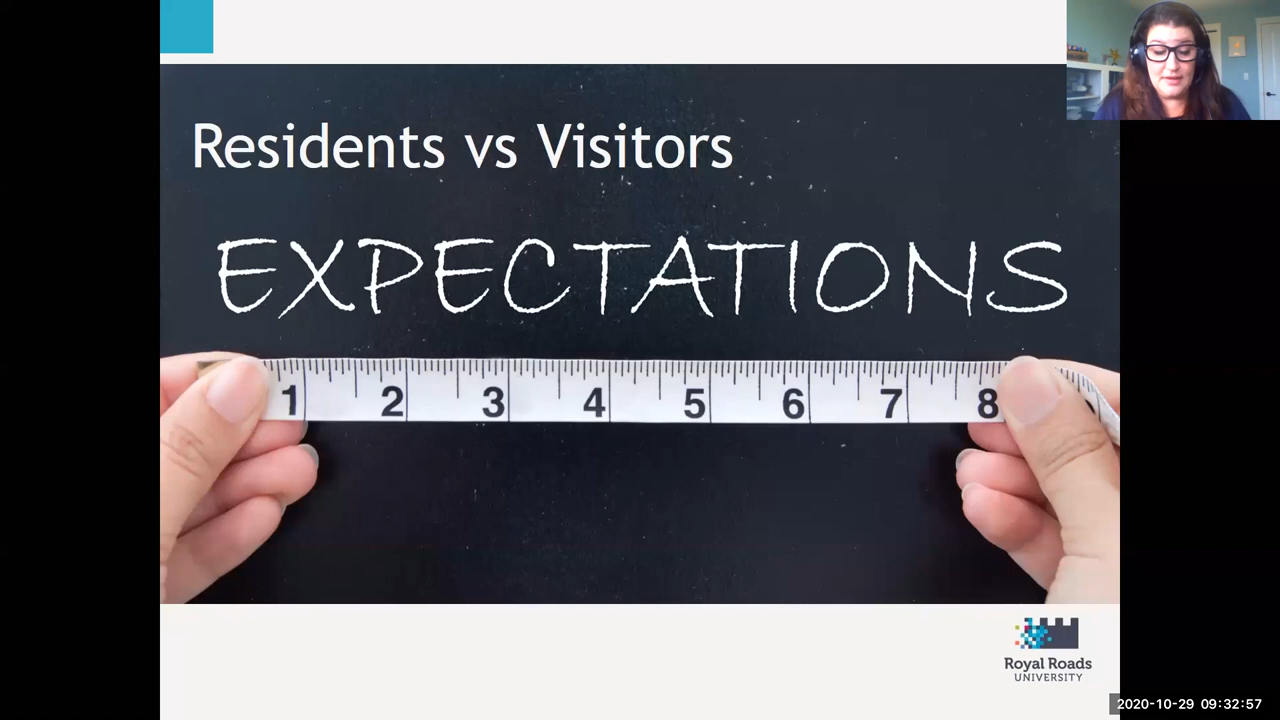 Residents vs Visitors
EXPECTATIONS
1 2 3 4 5 6 7 8
Royal Roads
UNIVERSITY
2020-10-29 09:32:57